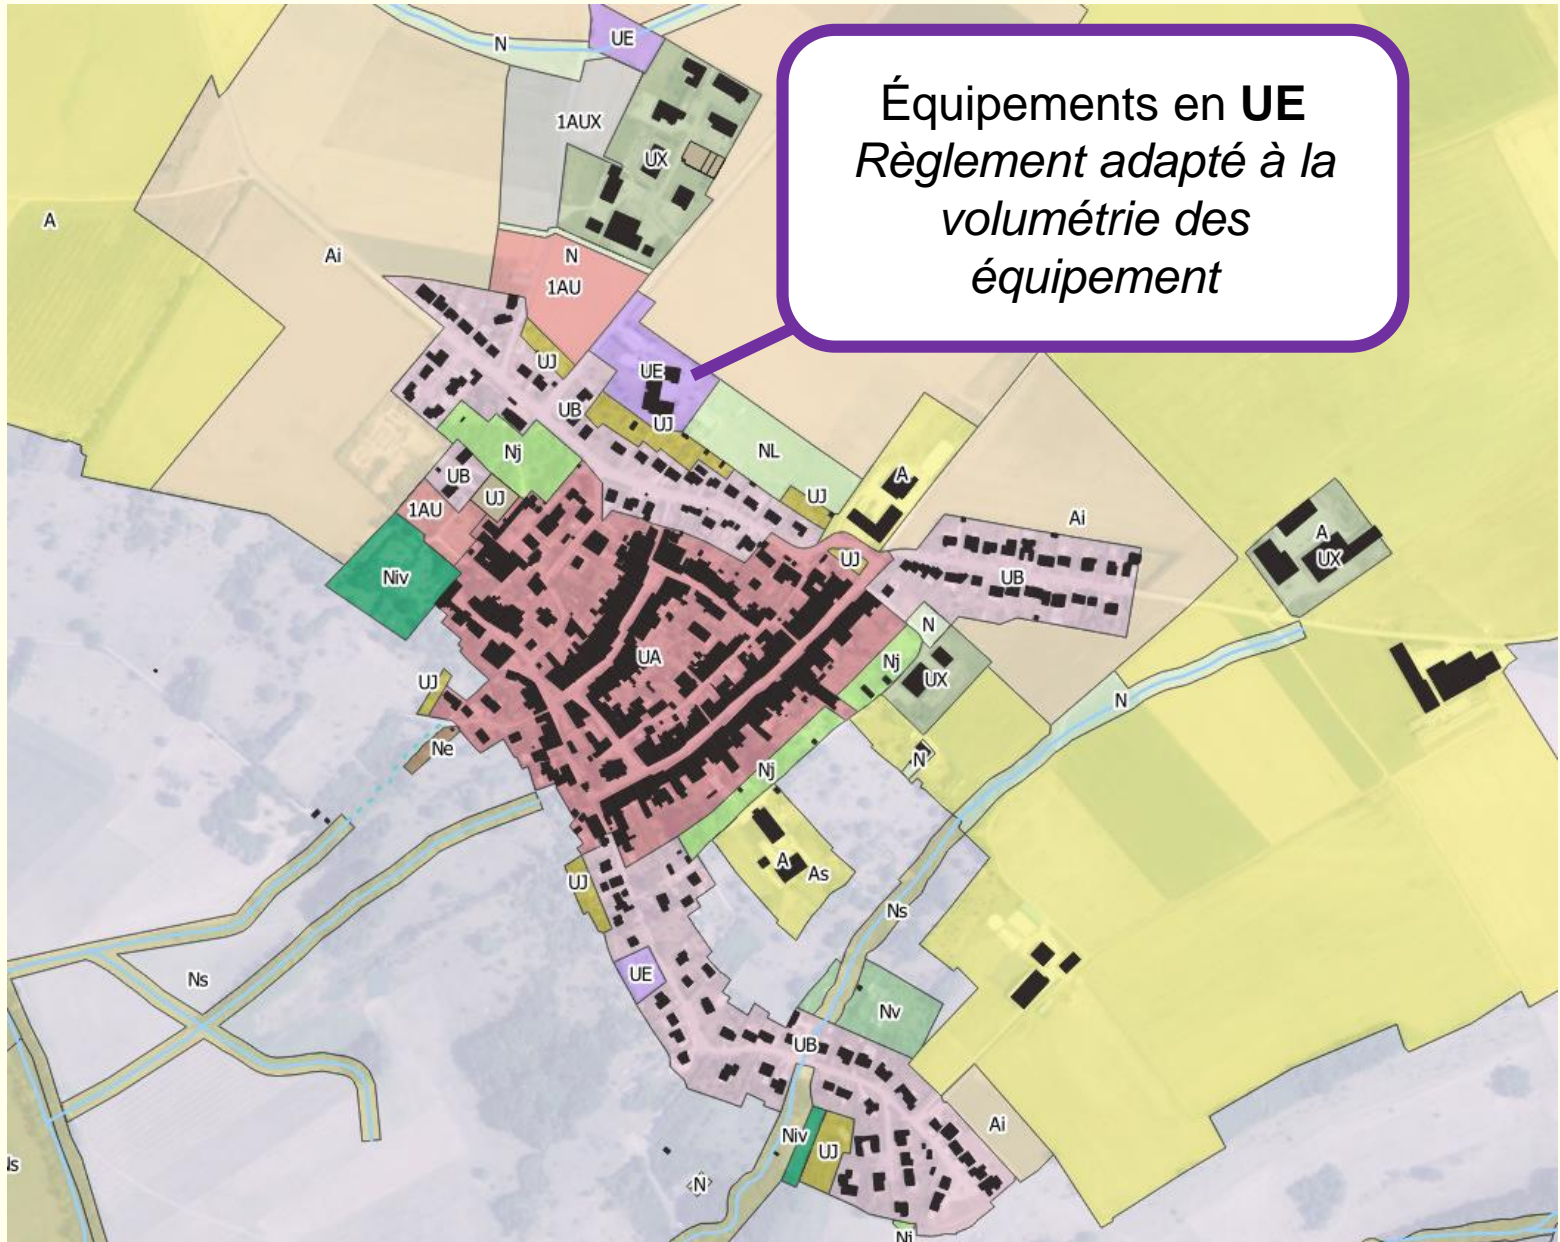 Équipements en UE
Règlement adapté à la
volumétrie des
équipement
N
UE
1AUX
UX
A
Ai
N
1AU
UJ
UE
UB
UJ
NL
Nj
UB
UJ
UJ
A
1AU
Ai
A
UX
UJ
UB
Niv
N
UA
Nj
UX
UJ
N
Ne
N
Nj
A
As
UJ
Ns
UE
Ns
Nv
UB
Ai
Niv
UJ
Ns
N
Nj